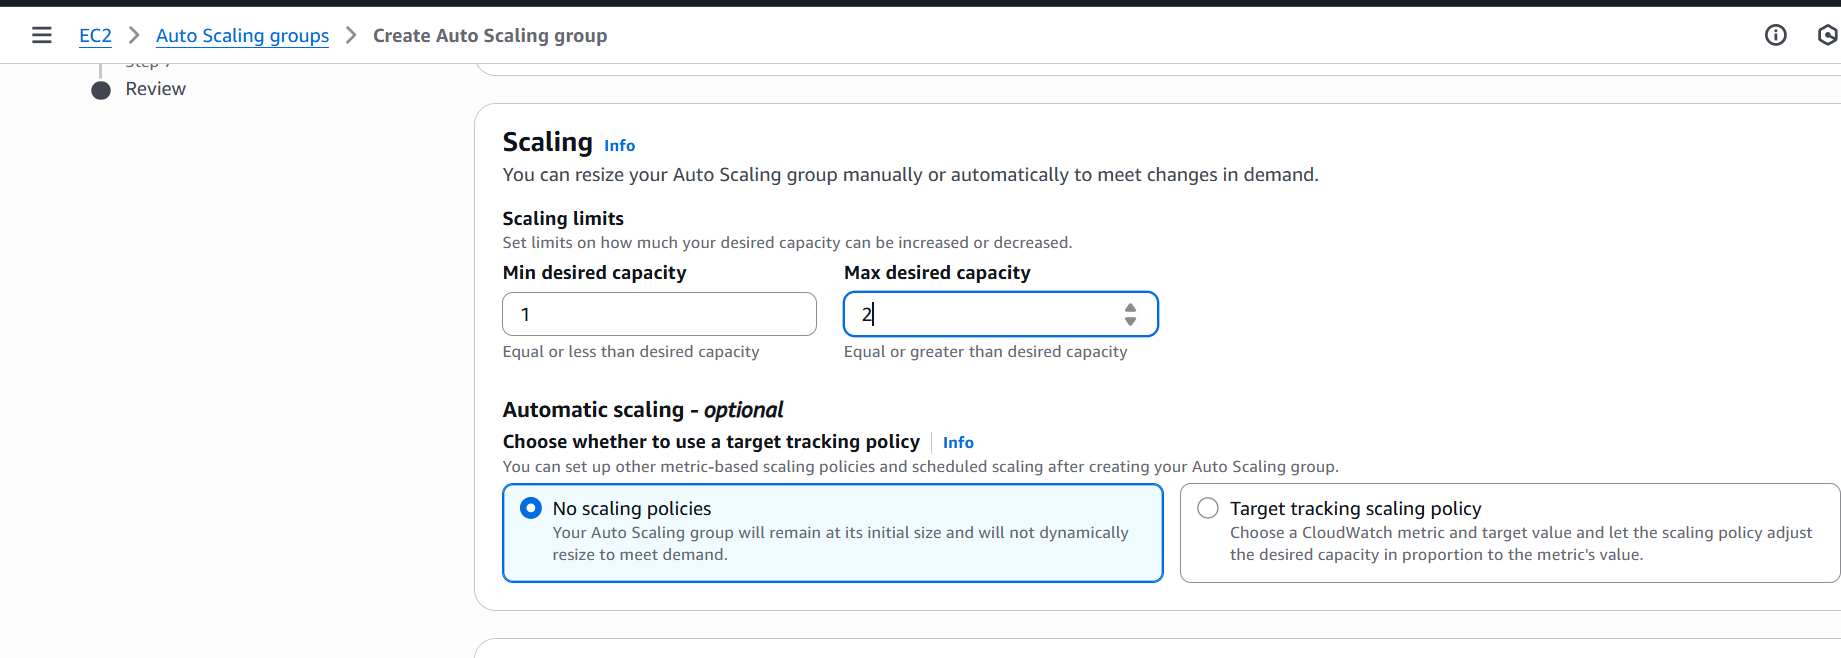 EC2 > Auto Scaling groups > Create Auto Scaling group
Step 7
Review
Scaling Info
You can resize your Auto Scaling group manually or automatically to meet changes in demand.
Scaling limits
Set limits on how much your desired capacity can be increased or decreased.
Min desired capacity
Max desired capacity
1
2
Equal or less than desired capacity
Equal or greater than desired capacity
Automatic scaling - optional
Choose whether to use a target tracking policy | Info
You can set up other metric-based scaling policies and scheduled scaling after creating your Auto Scaling group.
No scaling policies
Your Auto Scaling group will remain at its initial size and will not dynamically
resize to meet demand.
Target tracking scaling policy
Choose a CloudWatch metric and target value and let the scaling policy adjust
the desired capacity in proportion to the metric's value.